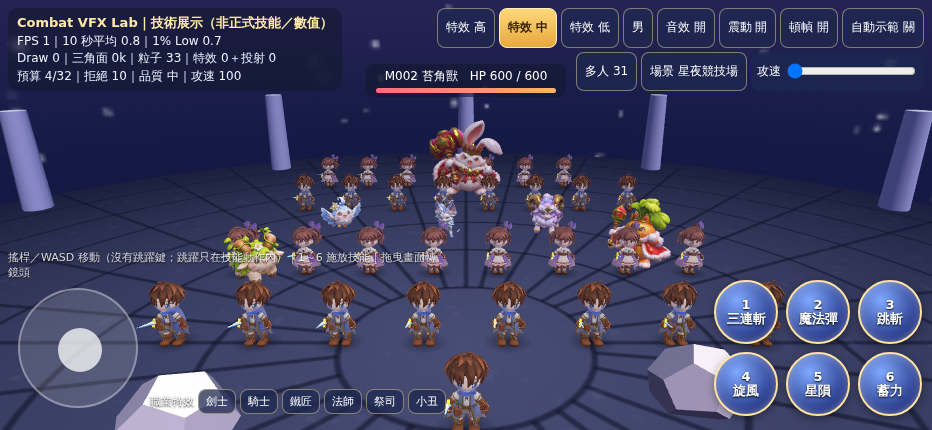 Combat VFX Lab｜技術展示（非正式技能／數值）
FPS 1｜10 秒平均 0.8｜1% Low 0.7
Draw 0｜三角面 0k｜粒子 33｜特效 0＋投射 0
預算 4/32｜拒絕 10｜品質 中｜攻速 100
特效 高
特效 中
特效 低
男
音效 開
震動 開
頓幀 開
自動示範 關
M002 苔角獸 HP 600 / 600
多人 31
場景 星夜競技場
攻速
搖桿／WASD 移動（沒有跳躍鍵；跳躍只在技能動作內）｜1~6 施放技能｜拖曳畫面
鏡頭
1
三連斬
2
魔法彈
3
跳斬
4
旋風
5
星隕
6
蓄力
職業特效
劍士
騎士
鐵匠
法師
祭司
小丑